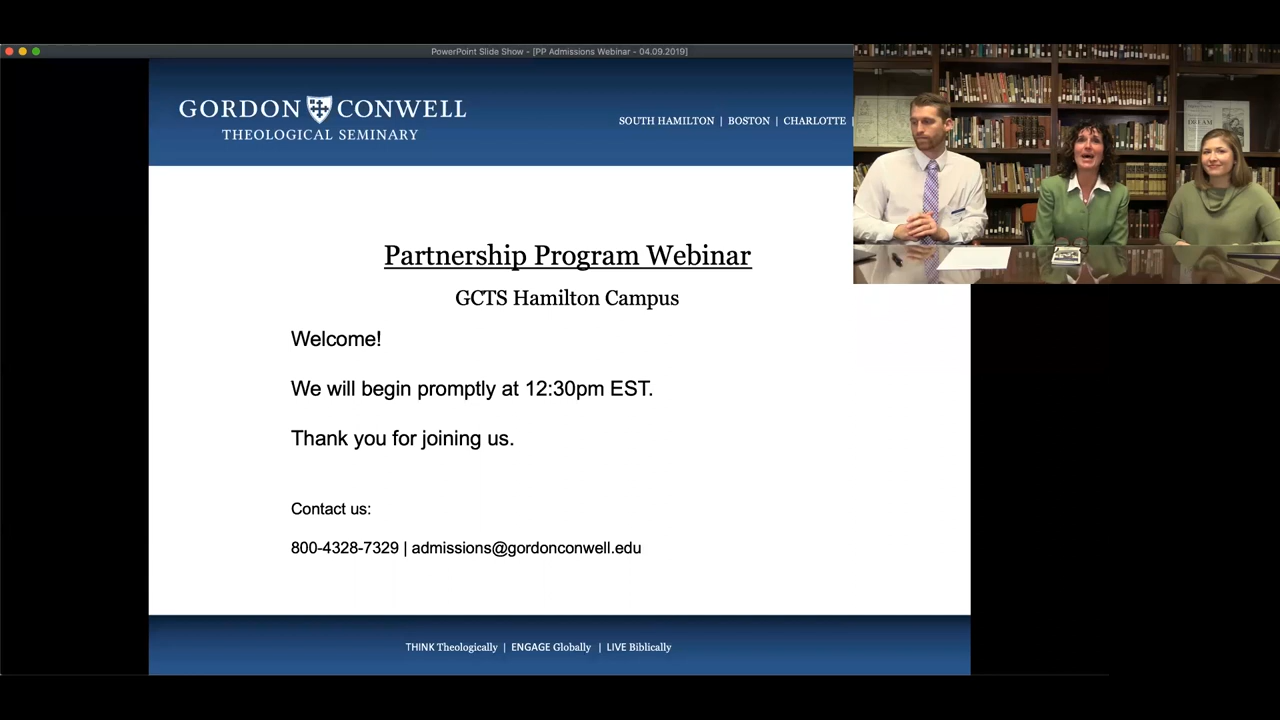 PowerPoint Slide Show - [PP Admissions Webinar - 04.09.2019]
GORDON CONWELL
THEOLOGICAL SEMINARY
SOUTH HAMILTON | BOSTON | CHARLOTTE |
Partnership Program Webinar
GCTS Hamilton Campus
Welcome!
We will begin promptly at 12:30pm EST.
Thank you for joining us.
Contact us:
800-4328-7329 | admissions@gordonconwell.edu
THINK Theologically | ENGAGE Globally | LIVE Biblically